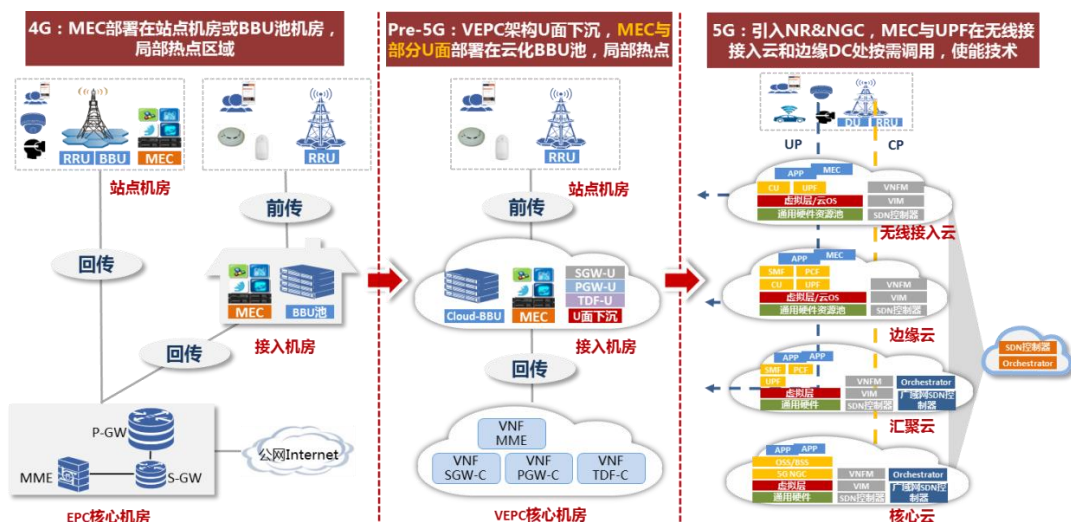 4G：MEC部署在站点机房或BBU池机房，
局部热点区域
RRU
BBU
MEC
站点机房
RRU
前传
回传
MEC
BBU池
接入机房
回传
P-GW
MME
S-GW
公网Internet
EPC核心机房
Pre-5G：VEPC架构U面下沉，MEC与
部分U面部署在云化BBU池，局部热点
RRU
站点机房
前传
Cloud-BBU
MEC
SGW-U
PGW-U
TDF-U
U面下沉
接入机房
回传
VNF
MME
VNF
SGW-C
VNF
PGW-C
VNF
TDF-C
VEPC核心机房
5G：引入NR&NGC，MEC与UPF在无线接
接入云和边缘DC处按需调用，使能技术
DU
RRU
UP
CP
APP
MEC
CU
UPF
虚拟层/云OS
通用硬件资源池
VNFM
VIM
SDN控制器
无线接入云
APP
MEC
SMF
PCF
CU
UPF
虚拟层/云OS
通用硬件资源池
VNFM
VIM
SDN控制器
边缘云
APP
APP
SMF
PCF
UPF
虚拟层
通用硬件
VNFM
VIM
SDN控制器
Orchestrator
广域网SDN控
制器
汇聚云
APP
APP
OSS/BSS
5G NGC
虚拟层
通用硬件
VNFM
VIM
SDN控制器
Orchestrator
广域网SDN控
制器
核心云
SDN控制器
Orchestrator